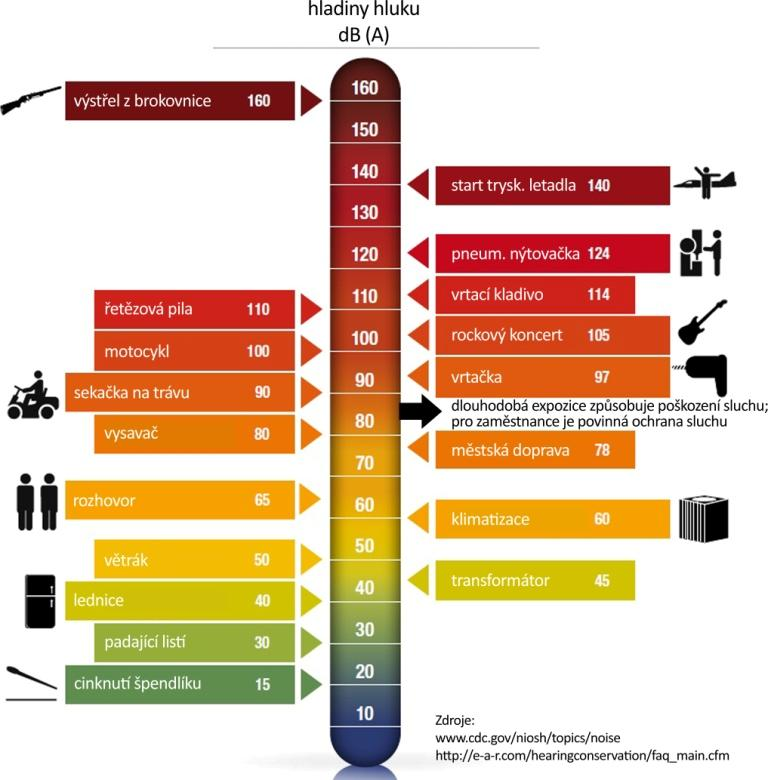 hladiny hluku
dB (A)
výstřel z brokovnice 160
řetězová pila 110
motocykl 100
sekačka na trávu 90
vysavač 80
rozhovor 65
větrák 50
lednice 40
padající listí 30
cinknutí špendlíku 15
160
150
140
130
120
110
100
90
80
70
60
50
40
30
20
10
start trysk. letadla 140
pneum. nýtovačka 124
vrtací kladivo 114
rockový koncert 105
vrtačka 97
dlouhodobá expozice způsobuje poškození sluchu;
pro zaměstnance je povinná ochrana sluchu
městská doprava 78
klimatizace 60
transformátor 45
Zdroje:
www.cdc.gov/niosh/topics/noise
http://e-a-r.com/hearingconservation/faq_main.cfm